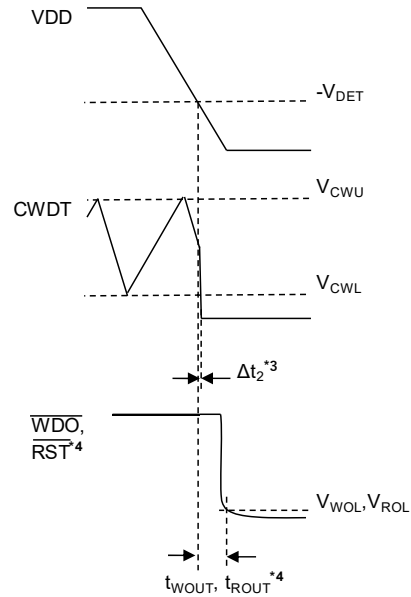 VDD
-VDET
VCWU
CWDT
VCWL
Δt2*3
WDO,
RST*4
VWOL,VROL
tWOUT, tROUT*4